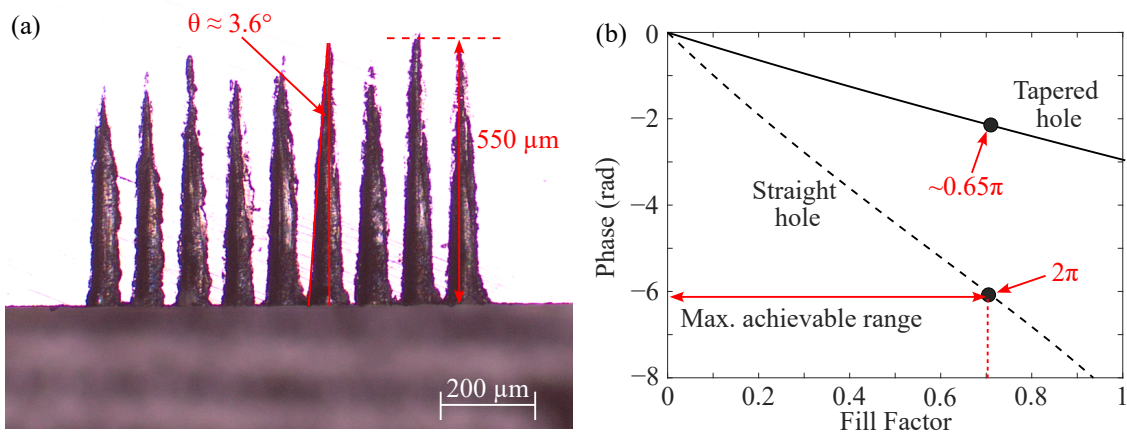 (a)
θ ≈ 3.6°
550 µm
200 µm
(b)
0
−2
−4
−6
−8
Phase (rad)
Tapered
hole
~0.65π
Straight
hole
2π
Max. achievable range
0
0.2
0.4
0.6
0.8
1
Fill Factor